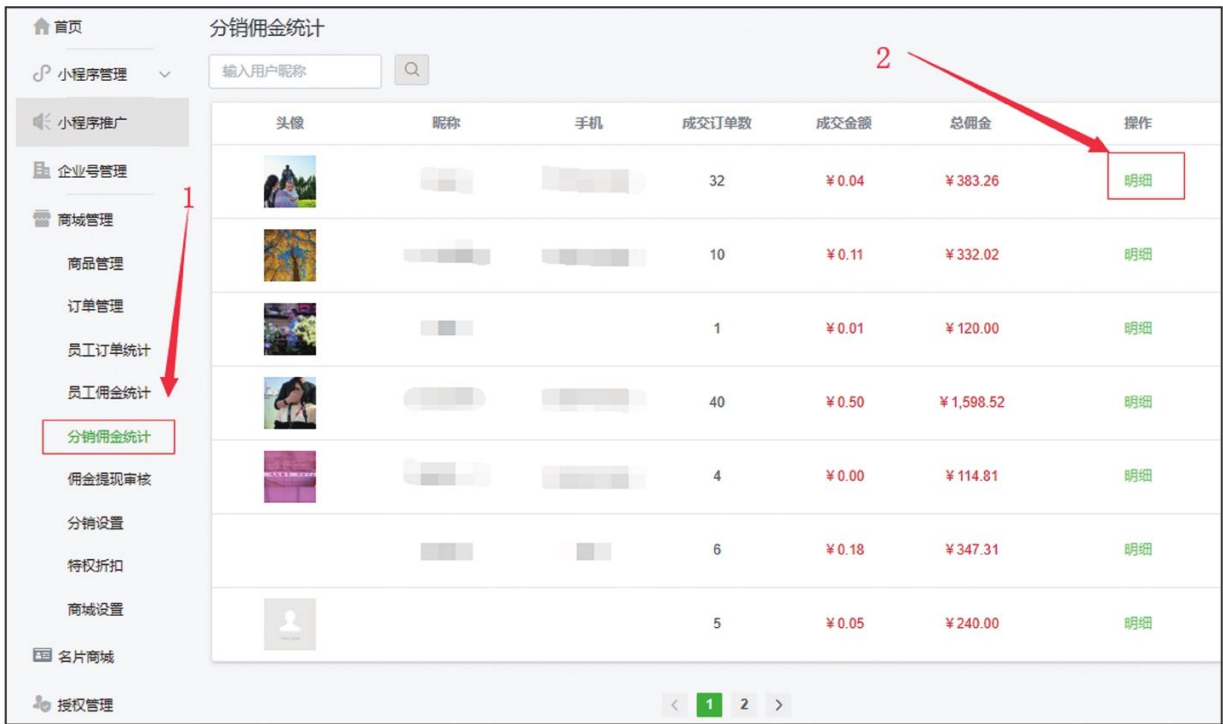 首页
小程序管理
小程序推广
企业号管理
商城管理
商品管理
订单管理
员工订单统计
员工佣金统计
分销佣金统计
佣金提现审核
分销设置
特权折扣
商城设置
名片商城
授权管理
1
分销佣金统计
输入用户昵称
2
头像 昵称 手机 成交订单数 成交金额 总佣金 操作
32 ¥0.04 ¥383.26 明细
10 ¥0.11 ¥332.02 明细
1 ¥0.01 ¥120.00 明细
40 ¥0.50 ¥1,598.52 明细
4 ¥0.00 ¥114.81 明细
6 ¥0.18 ¥347.31 明细
5 ¥0.05 ¥240.00 明细
< 1 2 >